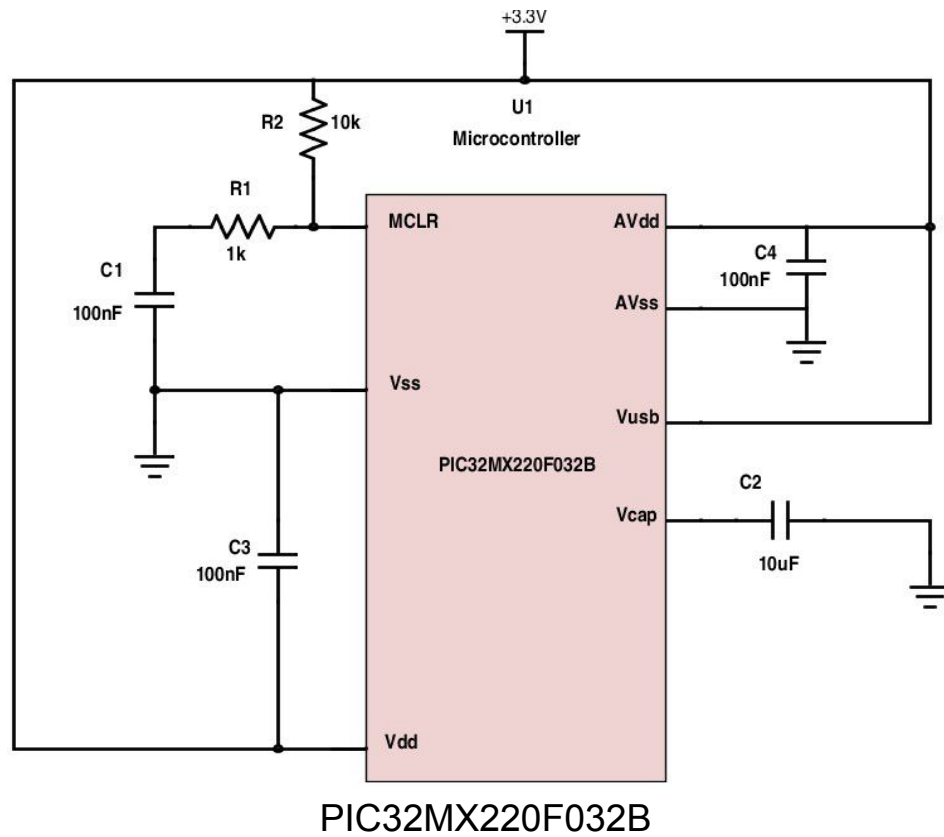 +3.3V
U1
Microcontroller
R2
10k
R1
1k
MCLR
AVdd
C4
100nF
C1
100nF
AVss
Vss
Vusb
PIC32MX220F032B
C2
Vcap
10uF
C3
100nF
Vdd
PIC32MX220F032B